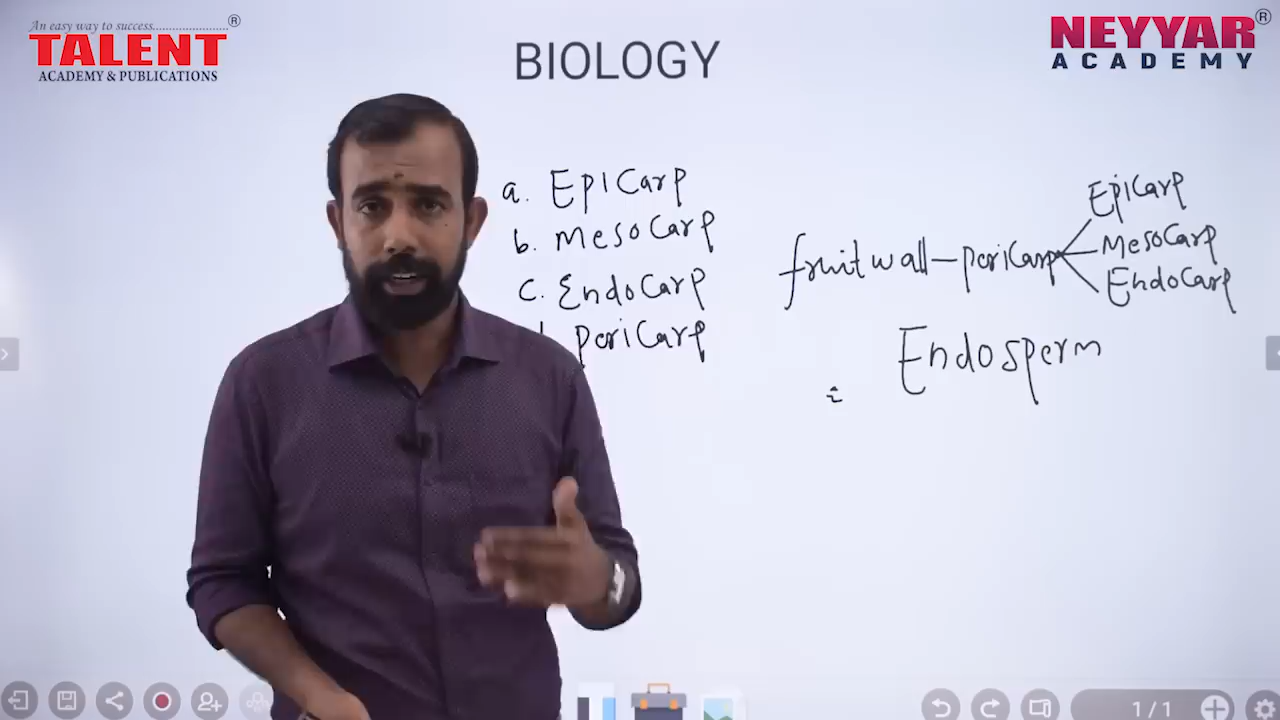 An easy way to success........................
TALENT
ACADEMY & PUBLICATIONS
BIOLOGY
NEYYAR
ACADEMY
a. EpiCarp
b. MesoCarp
c. EndoCarp
PeriCarp
fruit wall - periCarp
EpiCarp
MesoCarp
EndoCarp
Endosperm
1/1